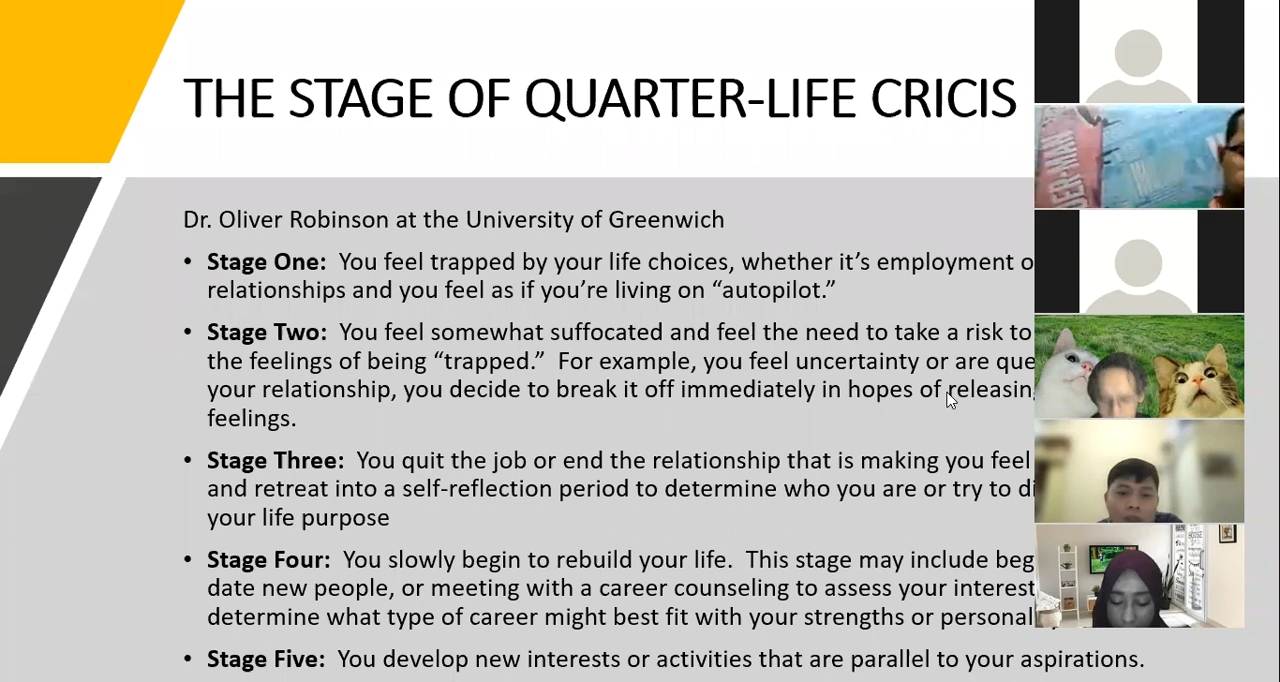 THE STAGE OF QUARTER-LIFE CRICIS
Dr. Oliver Robinson at the University of Greenwich
• Stage One: You feel trapped by your life choices, whether it’s employment
relationships and you feel as if you’re living on “autopilot.”
• Stage Two: You feel somewhat suffocated and feel the need to take a risk to
the feelings of being “trapped.” For example, you feel uncertainty or are
your relationship, you decide to break it off immediately in hopes of
feelings.
• Stage Three: You quit the job or end the relationship that is making you feel
and retreat into a self-reflection period to determine who you are or try to
your life purpose
• Stage Four: You slowly begin to rebuild your life. This stage may include
date new people, or meeting with a career counseling to assess your
determine what type of career might best fit with your strengths or
• Stage Five: You develop new interests or activities that are parallel to your aspirations.
DER-MAN